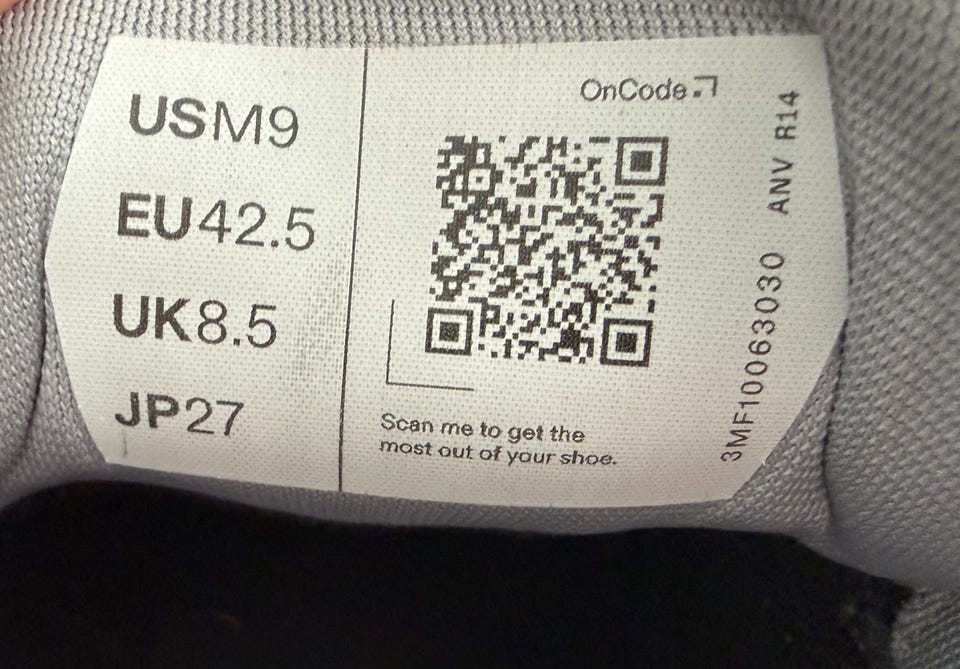 USM9
EU42.5
UK8.5
JP27
OnCode
Scan me to get the
most out of your shoe.
3MF10063030 ANV R14